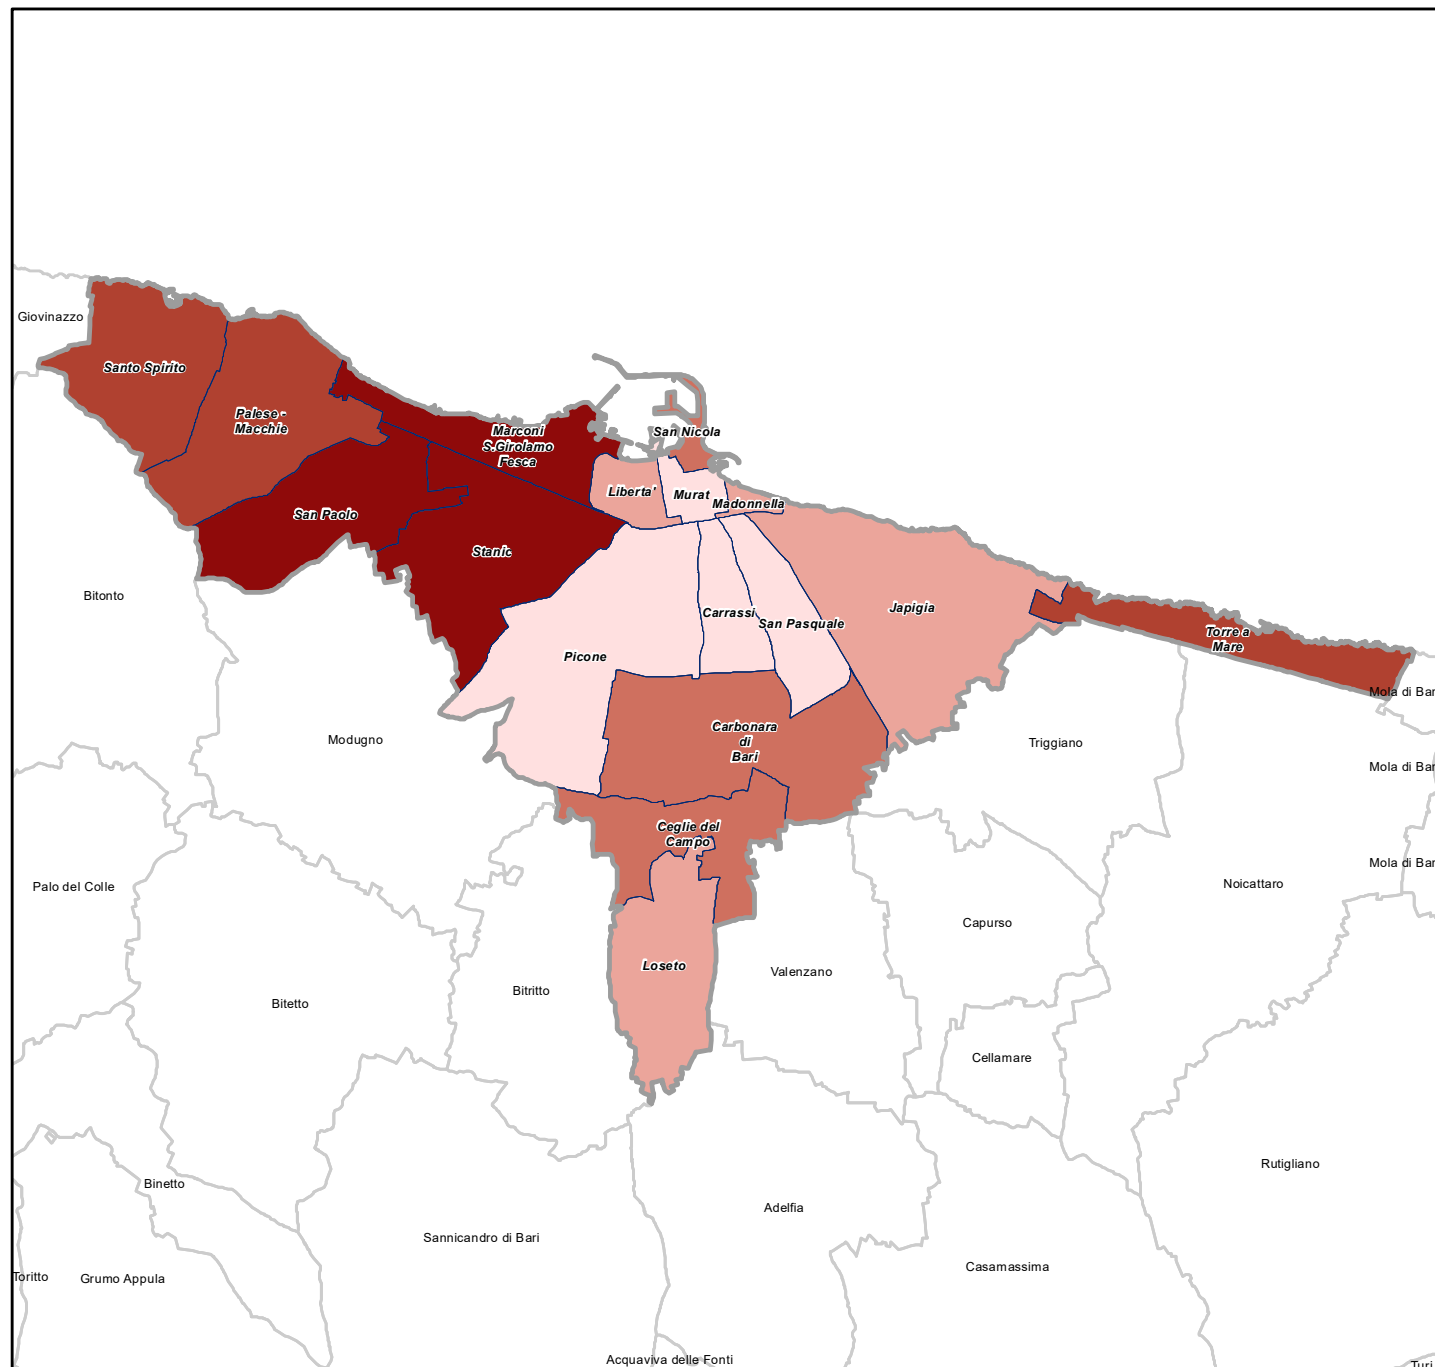 Giovinazzo
Santo Spirito
Palese -
Macchie
Marconi
S.Girolamo
Fesca
San Nicola
Liberta'
Murat
Madonnella
San Paolo
Stanic
Bitonto
Japigia
Carrassi
San Pasquale
Torre a
Mare
Picone
Mola di Bar
Modugno
Carbonara
di
Bari
Triggiano
Mola di Bar
Ceglie del
Campo
Mola di Bar
Palo del Colle
Noicattaro
Capurso
Loseto
Valenzano
Bitritto
Bitetto
Cellamare
Rutigliano
Binetto
Adelfia
Sannicandro di Bari
Casamassima
Toritto
Grumo Appula
Acquaviva delle Fonti
Turi